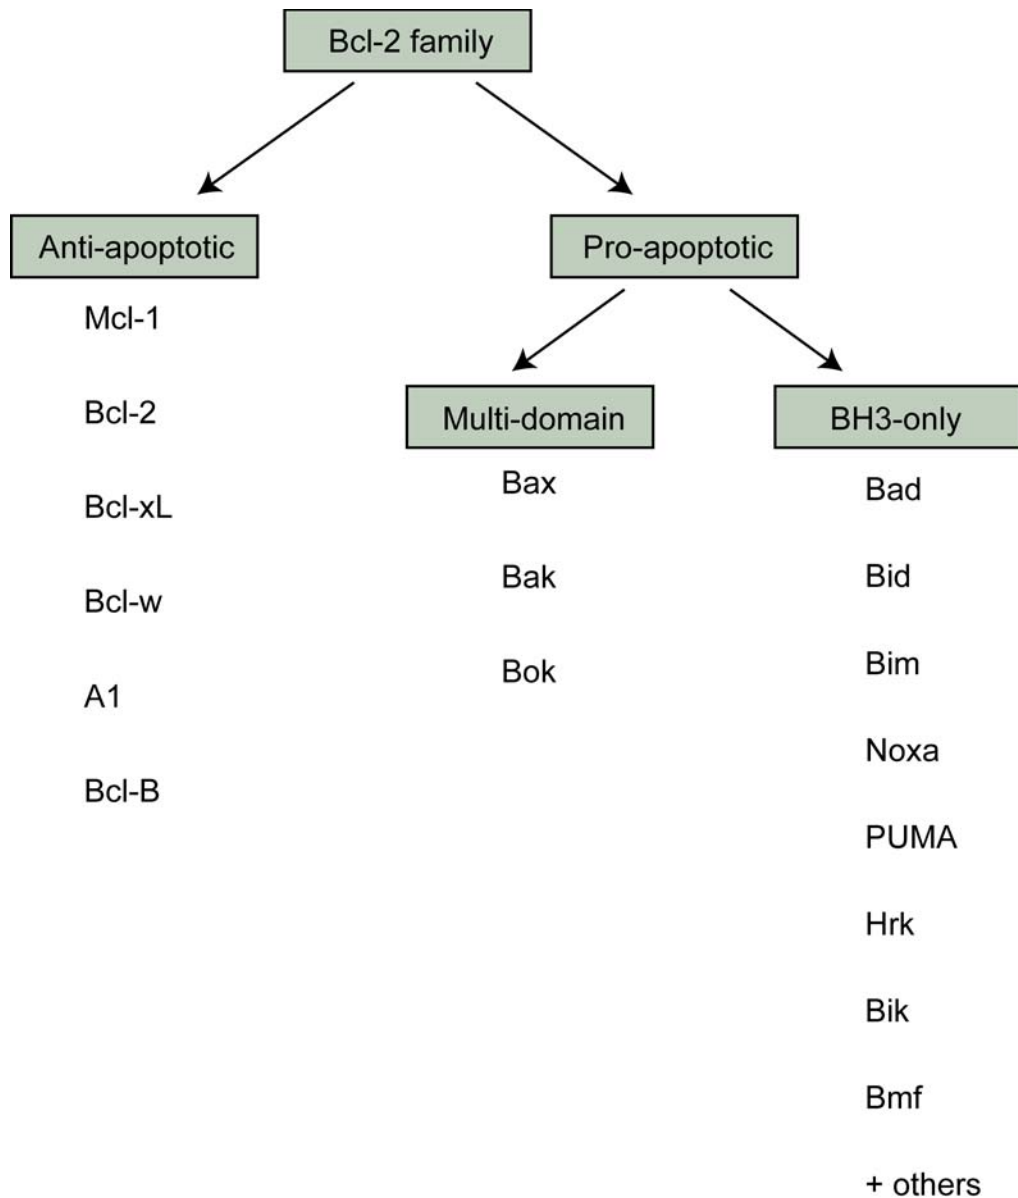 Bcl-2 family
Anti-apoptotic
Mcl-1
Bcl-2
Bcl-xL
Bcl-w
A1
Bcl-B
Pro-apoptotic
Multi-domain
Bax
Bak
Bok
BH3-only
Bad
Bid
Bim
Noxa
PUMA
Hrk
Bik
Bmf
+ others